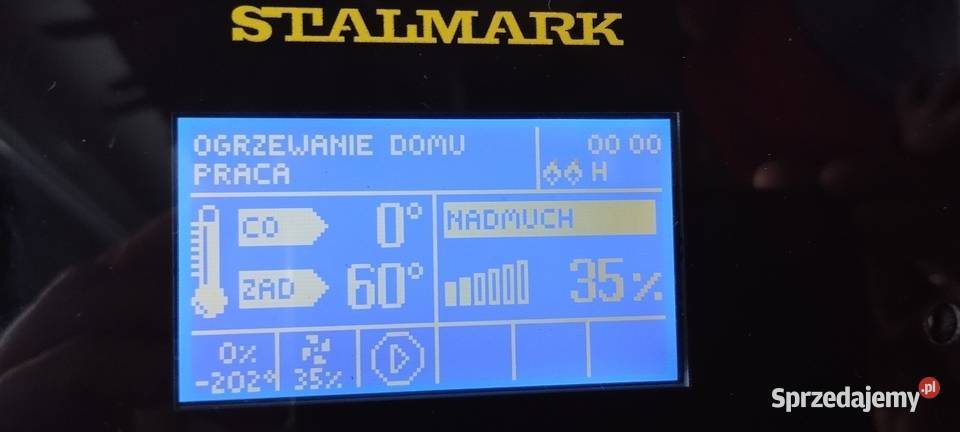 STALMARK
OGRZEWANIE DOMU
PRACA
00 00
H
CO 0°
ZAD 60°
NADMUCH
35%
0%
-202°
35%
Sprzedajemy.pl